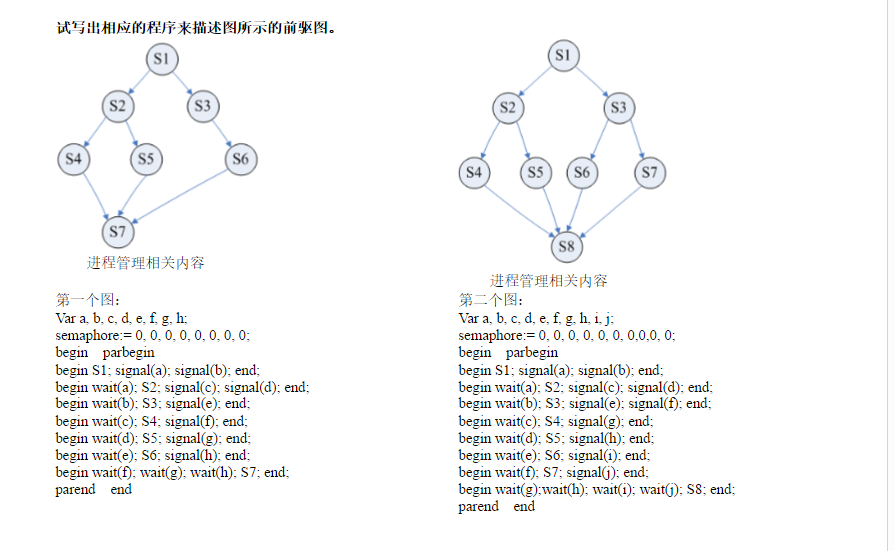 试写出相应的程序来描述图所示的前驱图。
S1
S2
S3
S4
S5
S6
S7
进程管理相关内容
第一个图:
Var a, b, c, d, e, f, g, h;
semaphore:= 0, 0, 0, 0, 0, 0, 0, 0;
begin parbegin
begin S1; signal(a); signal(b); end;
begin wait(a); S2; signal(c); signal(d); end;
begin wait(b); S3; signal(e); end;
begin wait(c); S4; signal(f); end;
begin wait(d); S5; signal(g); end;
begin wait(e); S6; signal(h); end;
begin wait(f); wait(g); wait(h); S7; end;
parend end
S1
S2
S3
S4
S5
S6
S7
S8
进程管理相关内容
第二个图:
Var a, b, c, d, e, f, g, h, i, j;
semaphore:= 0, 0, 0, 0, 0, 0, 0,0,0, 0;
begin parbegin
begin S1; signal(a); signal(b); end;
begin wait(a); S2; signal(c); signal(d); end;
begin wait(b); S3; signal(e); signal(f); end;
begin wait(c); S4; signal(g); end;
begin wait(d); S5; signal(h); end;
begin wait(e); S6; signal(i); end;
begin wait(f); S7; signal(j); end;
begin wait(g);wait(h); wait(i); wait(j); S8; end;
parend end